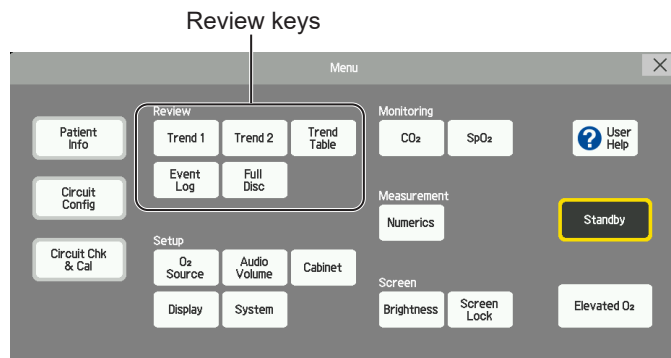 Review keys
Menu
Patient
Info
Circuit
Config
Circuit Chk
& Cal
Review
Trend 1
Trend 2
Trend
Table
Event
Log
Full
Disc
Setup
O₂
Source
Audio
Volume
Cabinet
Display
System
Monitoring
CO₂
SpO₂
Measurement
Numerics
Screen
Brightness
Screen
Lock
? User
Help
Standby
Elevated O₂